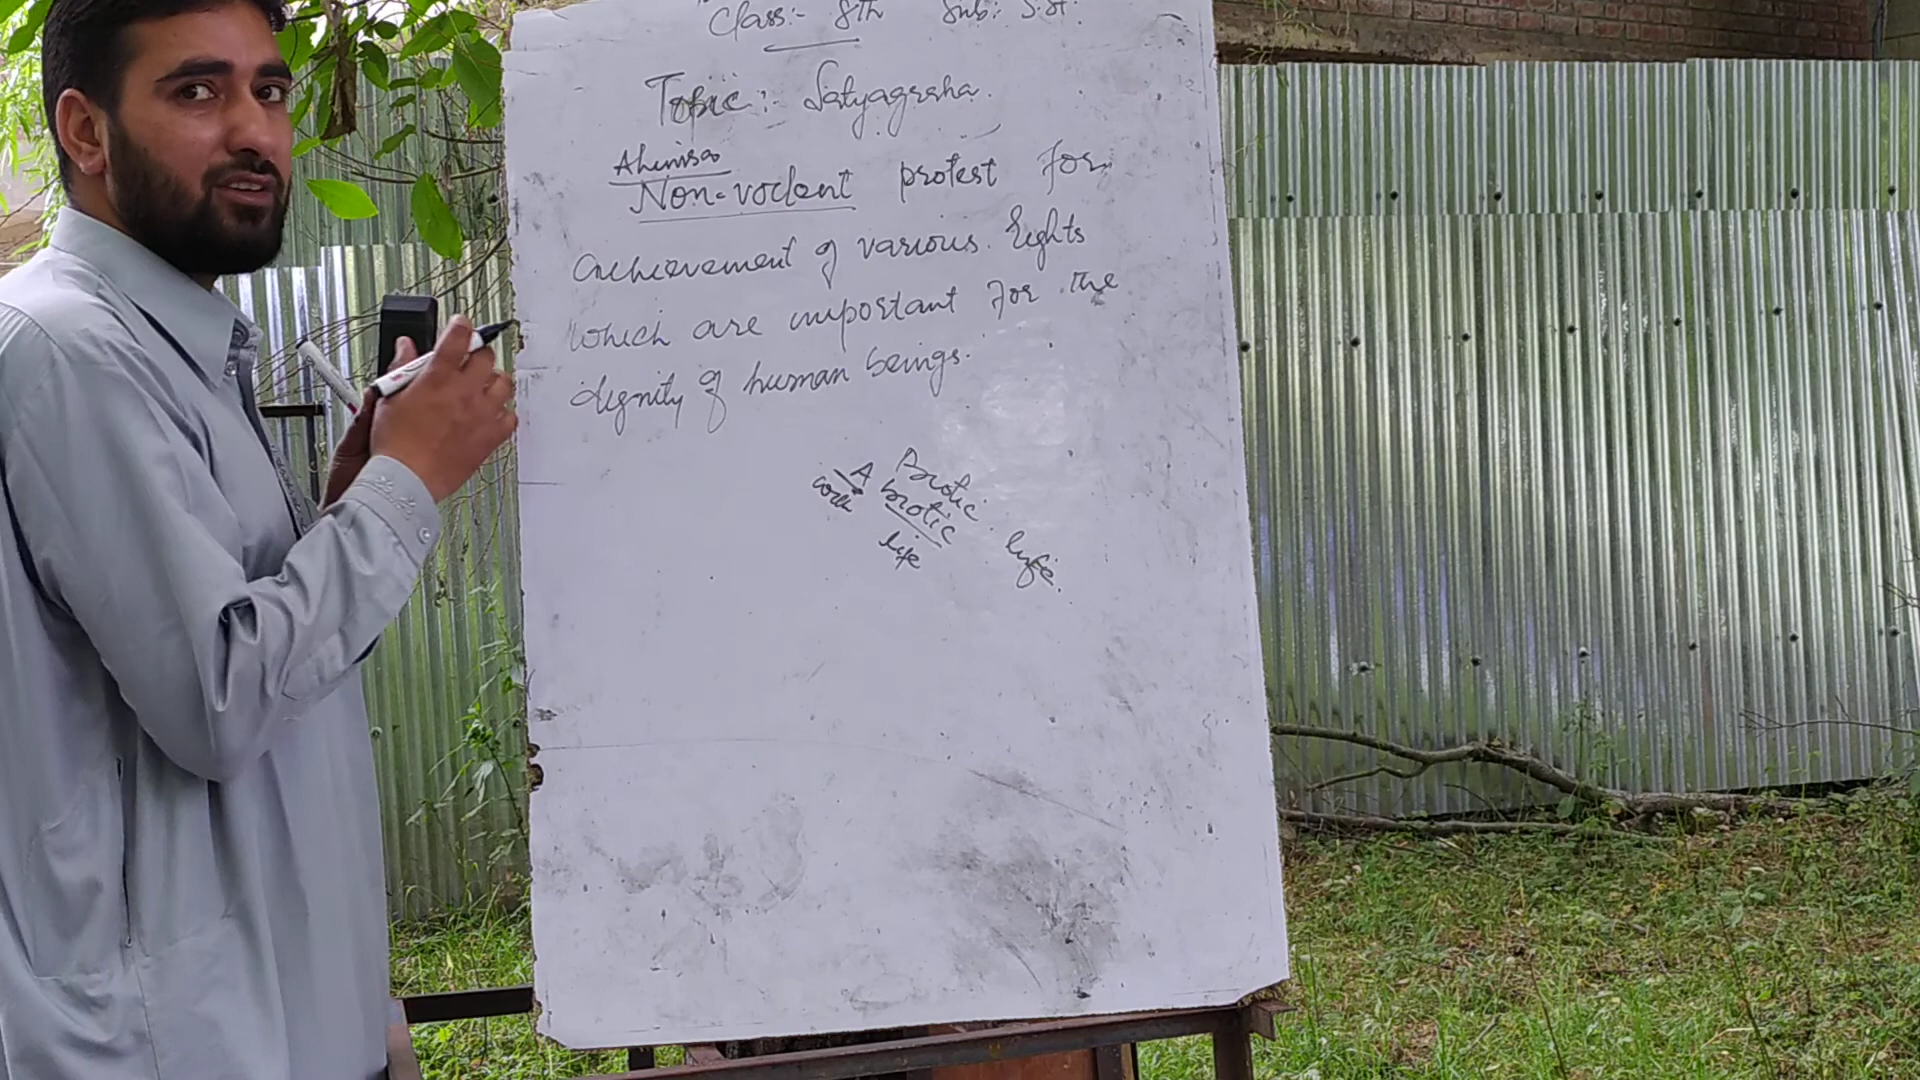 Class:- 8th Sub: S.St.
Topic:- Satyagraha.
Ahimsa
Non-voilent protest for
achievement of various rights
which are important for the
dignity of human beings.
Biotic. life.
A biotic
life